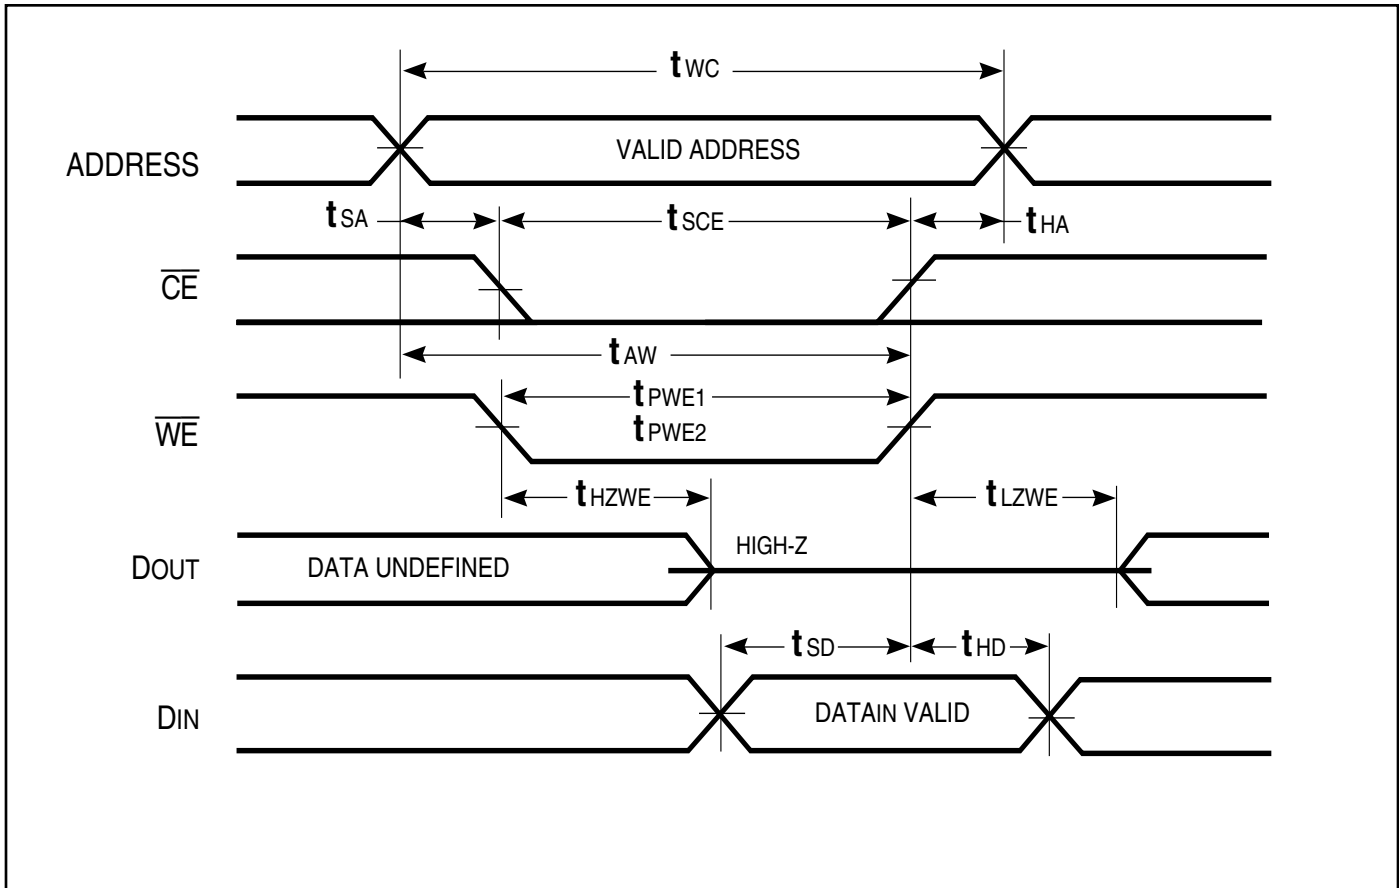 tWC
ADDRESS
VALID ADDRESS
tSA
tSCE
tHA
CE
tAW
WE
tPWE1
tPWE2
tHZWE
tLZWE
DOUT
DATA UNDEFINED
HIGH-Z
tSD
tHD
DIN
DATAIN VALID